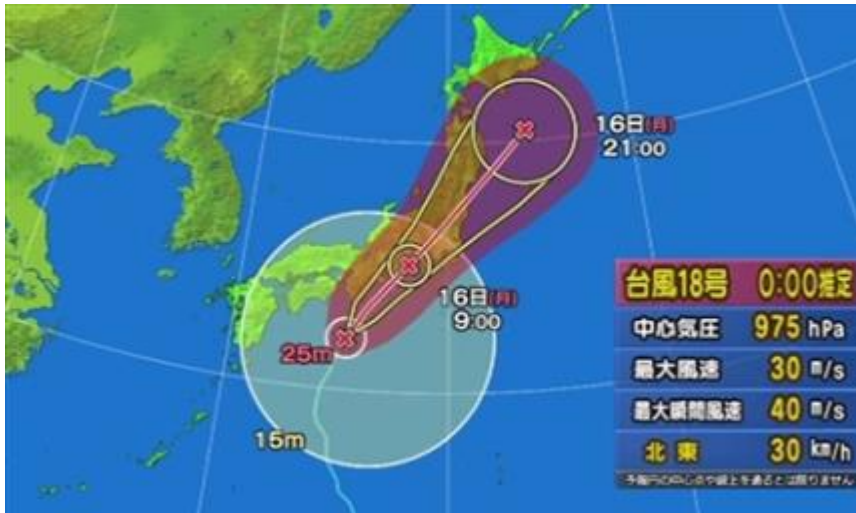 16日(月)
21:00
16日(月)
9:00
25m
15m
台風18号 0:00推定
中心気圧 975 hPa
最大風速 30 m/s
最大瞬間風速 40 m/s
北東 30 km/h
予報円の中心点や線上を通るとは限りません